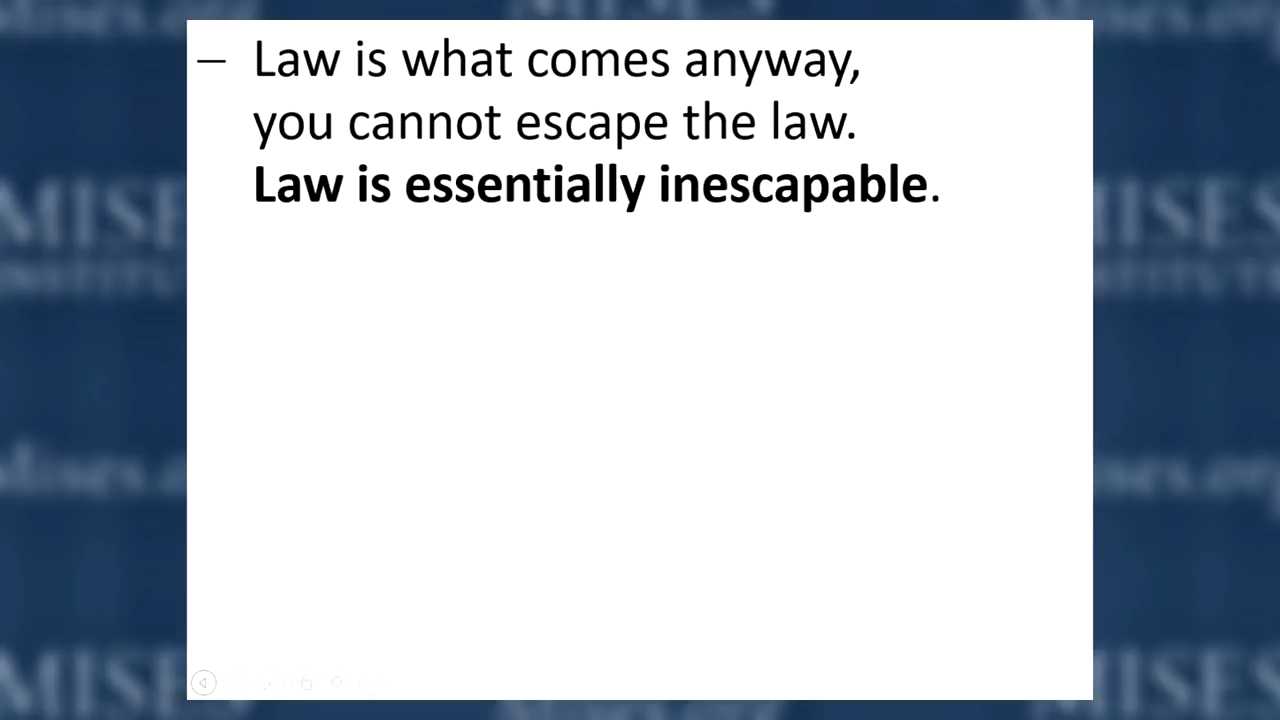 – Law is what comes anyway,
you cannot escape the law.
Law is essentially inescapable.